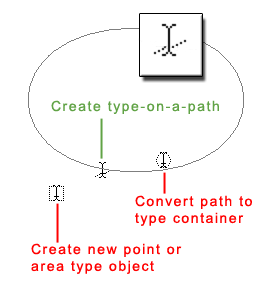 Create type-on-a-path
Convert path to
type container
Create new point or
area type object